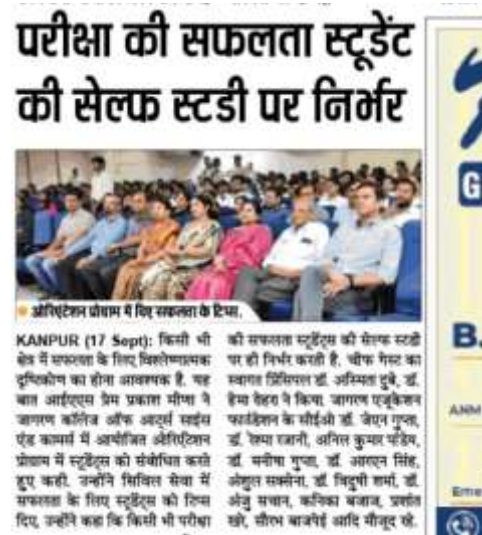 परीक्षा की सफलता स्टूडेंट
की सेल्फ स्टडी पर निर्भर
ओरिएंटेशन प्रोग्राम में दिए सफलता के टिप्स.
KANPUR (17 Sept): किसी भी
क्षेत्र में सफलता के लिए विश्लेष्णात्मक
दृष्टिकोण का होना आवश्यक है. यह
बात आईएएस प्रेम प्रकाश मीणा ने
जागरण कॉलेज ऑफ आर्ट्स साइंस
एंड कामर्स में आयोजित ओरिएंटेशन
प्रोग्राम में स्टूडेंट्स को संबोधित करते
हुए कही. उन्होंने सिविल सेवा में
सफलता के लिए स्टूडेंट्स को टिप्स
दिए. उन्होंने कहा कि किसी भी परीक्षा
की सफलता स्टूडेंट्स की सेल्फ स्टडी
पर ही निर्भर करती है. चीफ गेस्ट का
स्वागत प्रिंसिपल डॉ. अस्मिता दुबे, डॉ.
हेमा मेहरा ने किया. जागरण एजूकेशन
फाउंडेशन के सीईओ डॉ. जेएन गुप्ता,
डॉ. रेश्मा रजानी, अनिल कुमार पांडेय,
डॉ. मनीषा गुप्ता, डॉ. आरएन सिंह,
अंशुल सक्सेना, डॉ. विदुषी शर्मा, डॉ.
अंजू सचान, कनिका बजाज, प्रशांत
खरे, सौरभ बाजपेई आदि मौजूद रहे.
G
B.
ANM
Eme